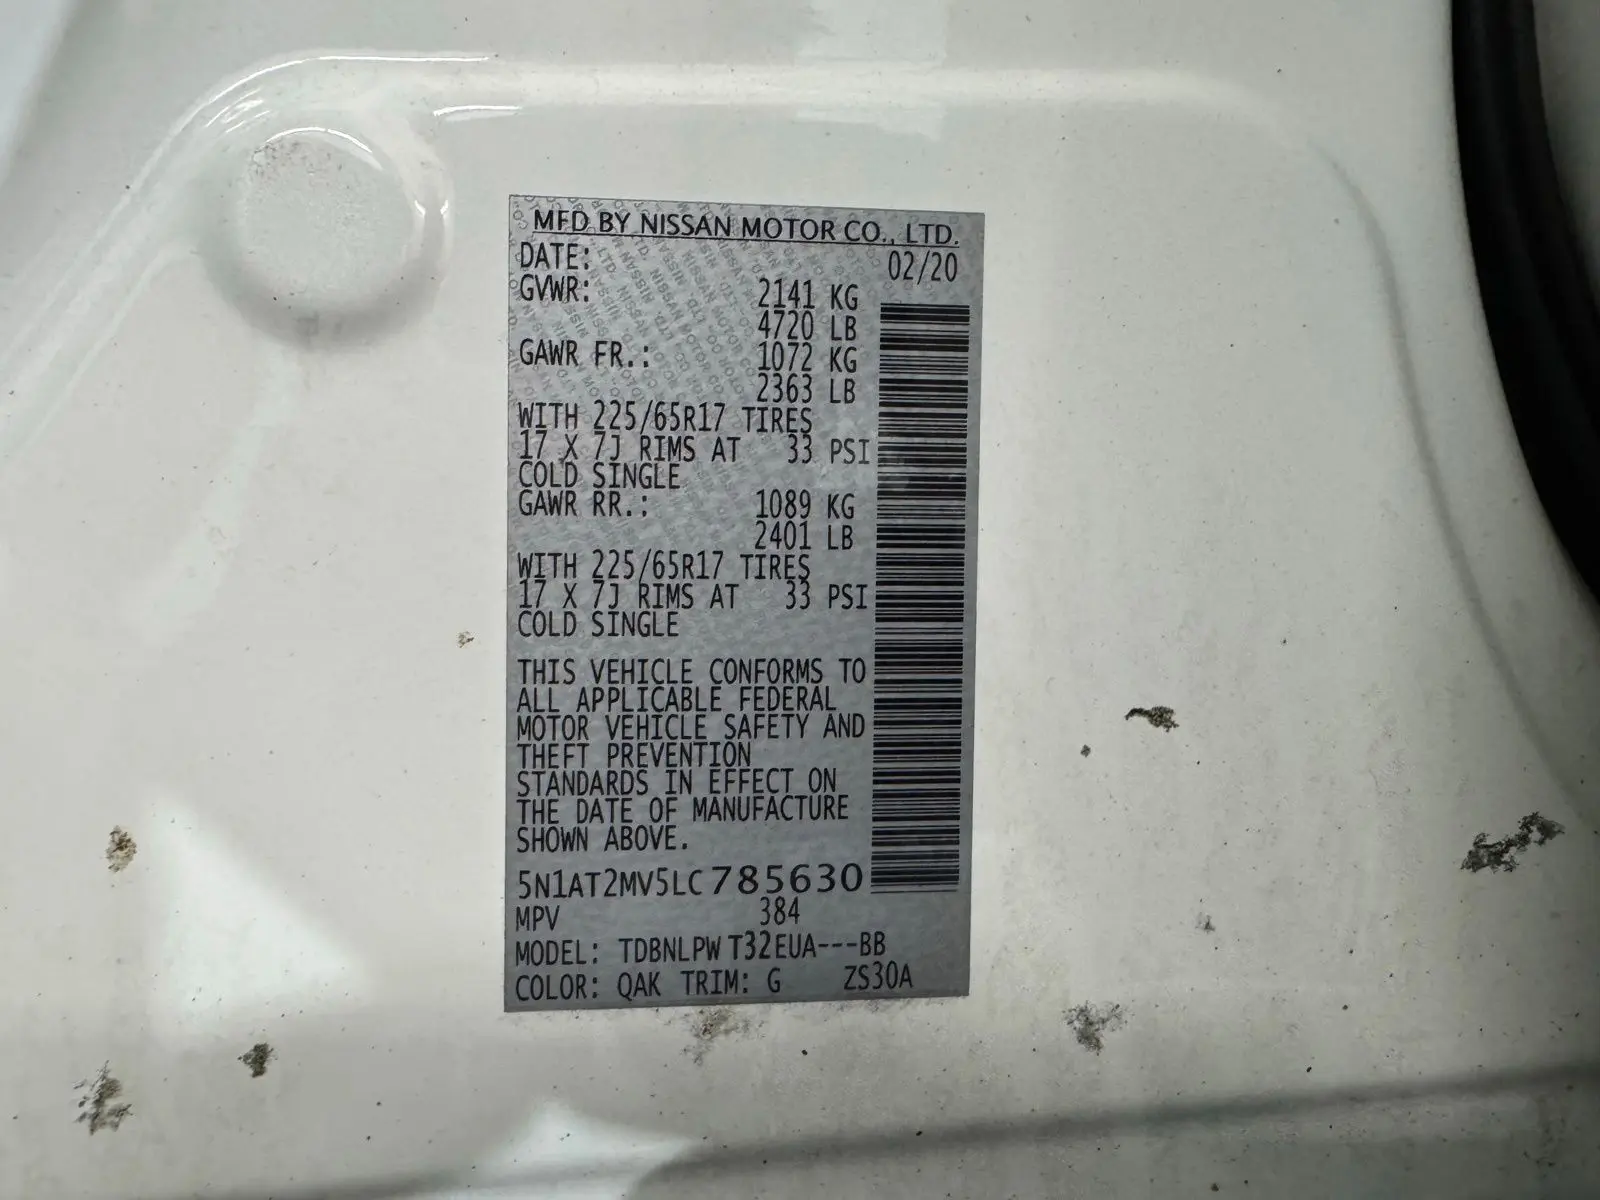 MFD BY NISSAN MOTOR CO., LTD.
DATE: 02/20
GVWR: 2141 KG
4720 LB
GAWR FR.: 1072 KG
2363 LB
WITH 225/65R17 TIRES
17 X 7J RIMS AT 33 PSI
COLD SINGLE
GAWR RR.: 1089 KG
2401 LB
WITH 225/65R17 TIRES
17 X 7J RIMS AT 33 PSI
COLD SINGLE
THIS VEHICLE CONFORMS TO
ALL APPLICABLE FEDERAL
MOTOR VEHICLE SAFETY AND
THEFT PREVENTION
STANDARDS IN EFFECT ON
THE DATE OF MANUFACTURE
SHOWN ABOVE.
5N1AT2MV5LC785630
MPV 384
MODEL: TDBNLPW T32EUA---BB
COLOR: QAK TRIM: G ZS30A